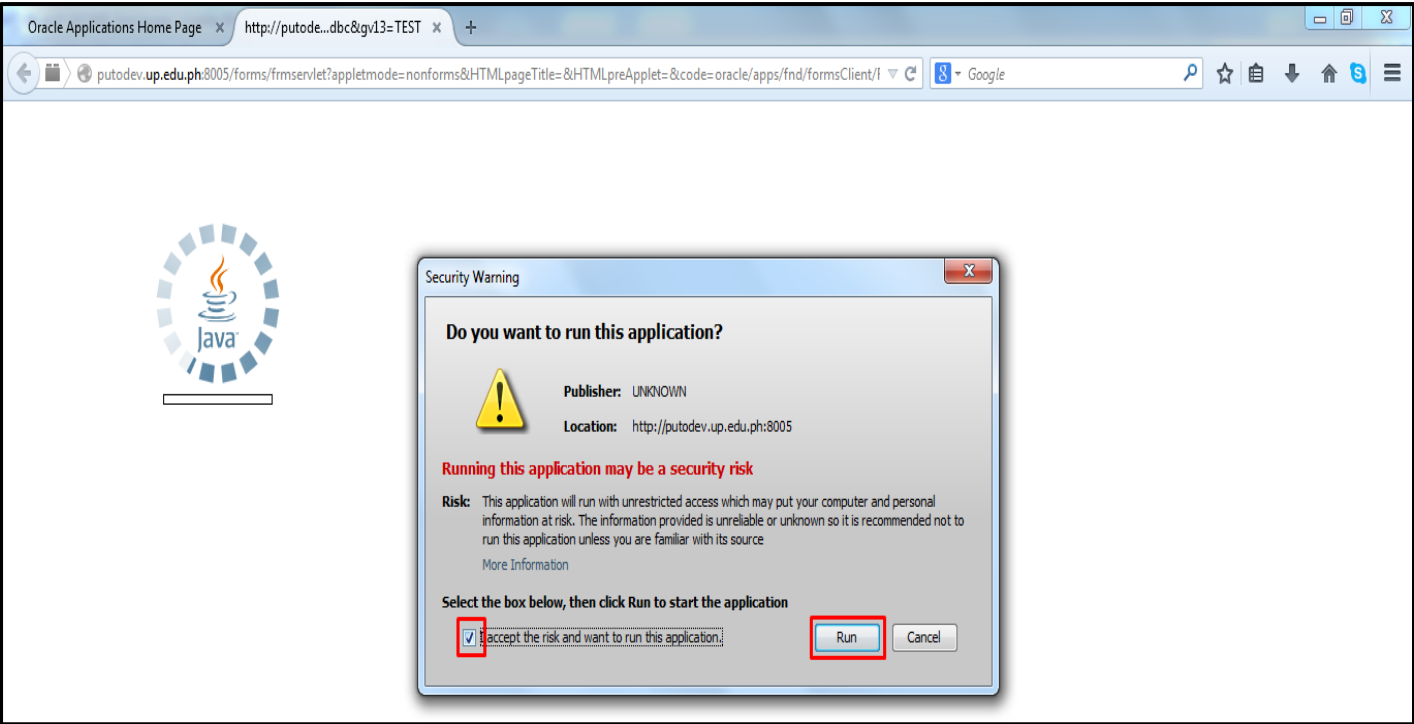 Oracle Applications Home Page
http://putode...dbc&gv13=TEST
putodev.up.edu.ph:8005/forms/frmservlet?appletmode=nonforms&HTMLpageTitle=&HTMLpreApplet=&code=oracle/apps/fnd/formsClient/
Google
Java
Security Warning
Do you want to run this application?
Publisher: UNKNOWN
Location: http://putodev.up.edu.ph:8005
Running this application may be a security risk
Risk: This application will run with unrestricted access which may put your computer and personal
information at risk. The information provided is unreliable or unknown so it is recommended not to
run this application unless you are familiar with its source
More Information
Select the box below, then click Run to start the application
I accept the risk and want to run this application.
Run
Cancel